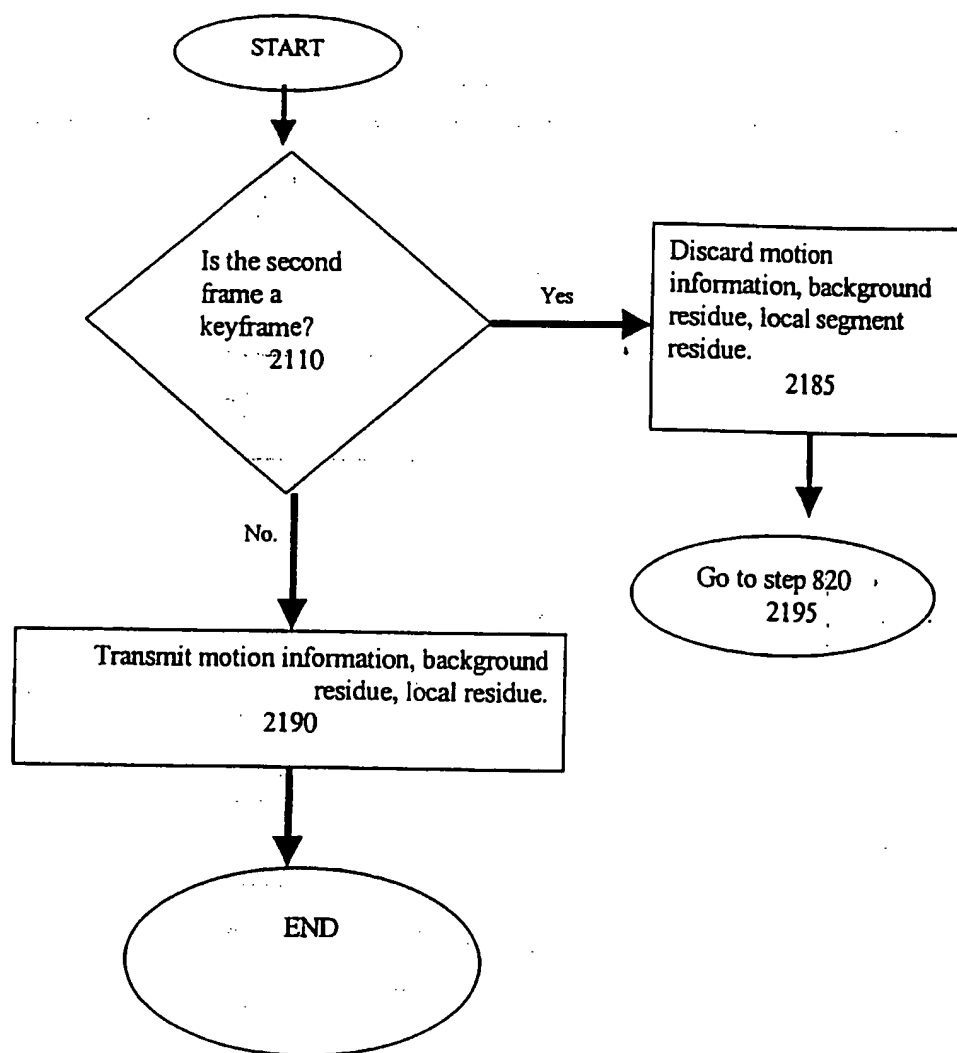 START
Is the second
frame a
keyframe?
2110
Yes
Discard motion
information, background
residue, local segment
residue.
2185
Go to step 820
2195
No.
Transmit motion information, background
residue, local residue.
2190
END